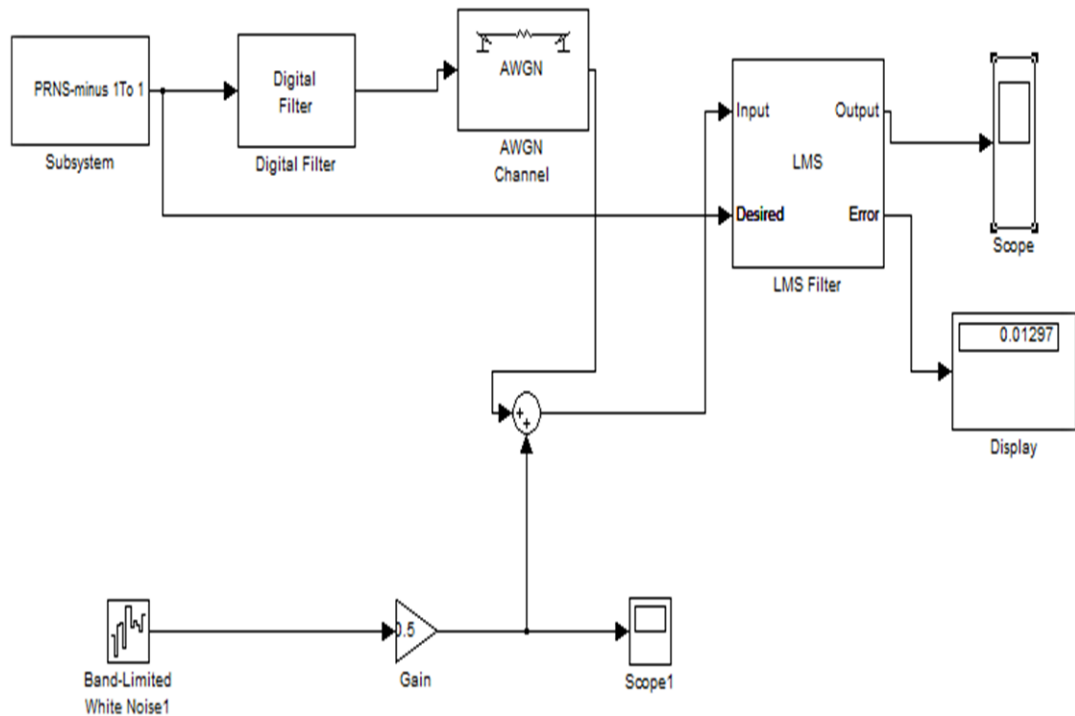 PRNS-minus 1To 1
Subsystem
Digital
Filter
Digital Filter
AWGN
AWGN
Channel
Input
Output
LMS
Desired
Error
LMS Filter
Scope
0.01297
Display
+
+
Band-Limited
White Noise1
0.5
Gain
Scope1